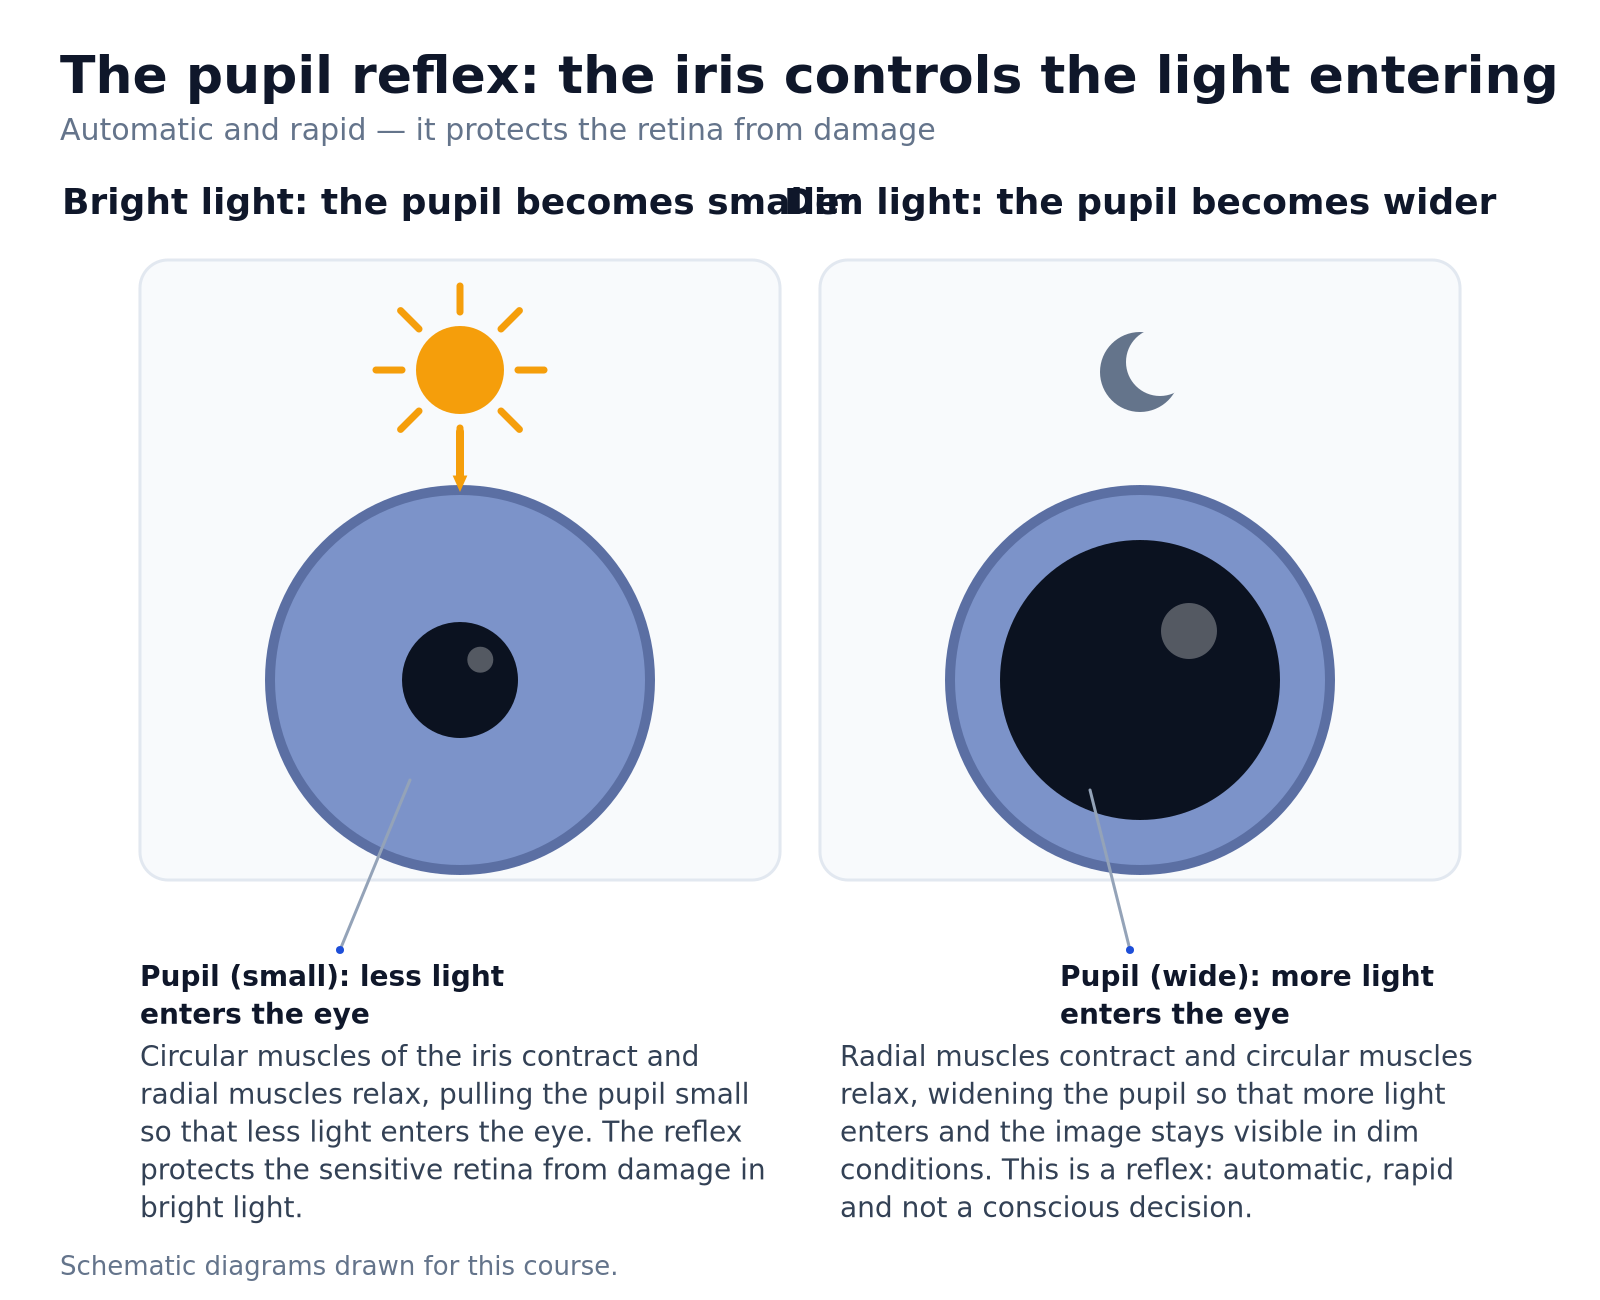 The pupil reflex: the iris controls the light entering
Automatic and rapid — it protects the retina from damage
Bright light: the pupil becomes smaller
Dim light: the pupil becomes wider
Pupil (small): less light
enters the eye
Circular muscles of the iris contract and
radial muscles relax, pulling the pupil small
so that less light enters the eye. The reflex
protects the sensitive retina from damage in
bright light.
Pupil (wide): more light
enters the eye
Radial muscles contract and circular muscles
relax, widening the pupil so that more light
enters and the image stays visible in dim
conditions. This is a reflex: automatic, rapid
and not a conscious decision.
Schematic diagrams drawn for this course.